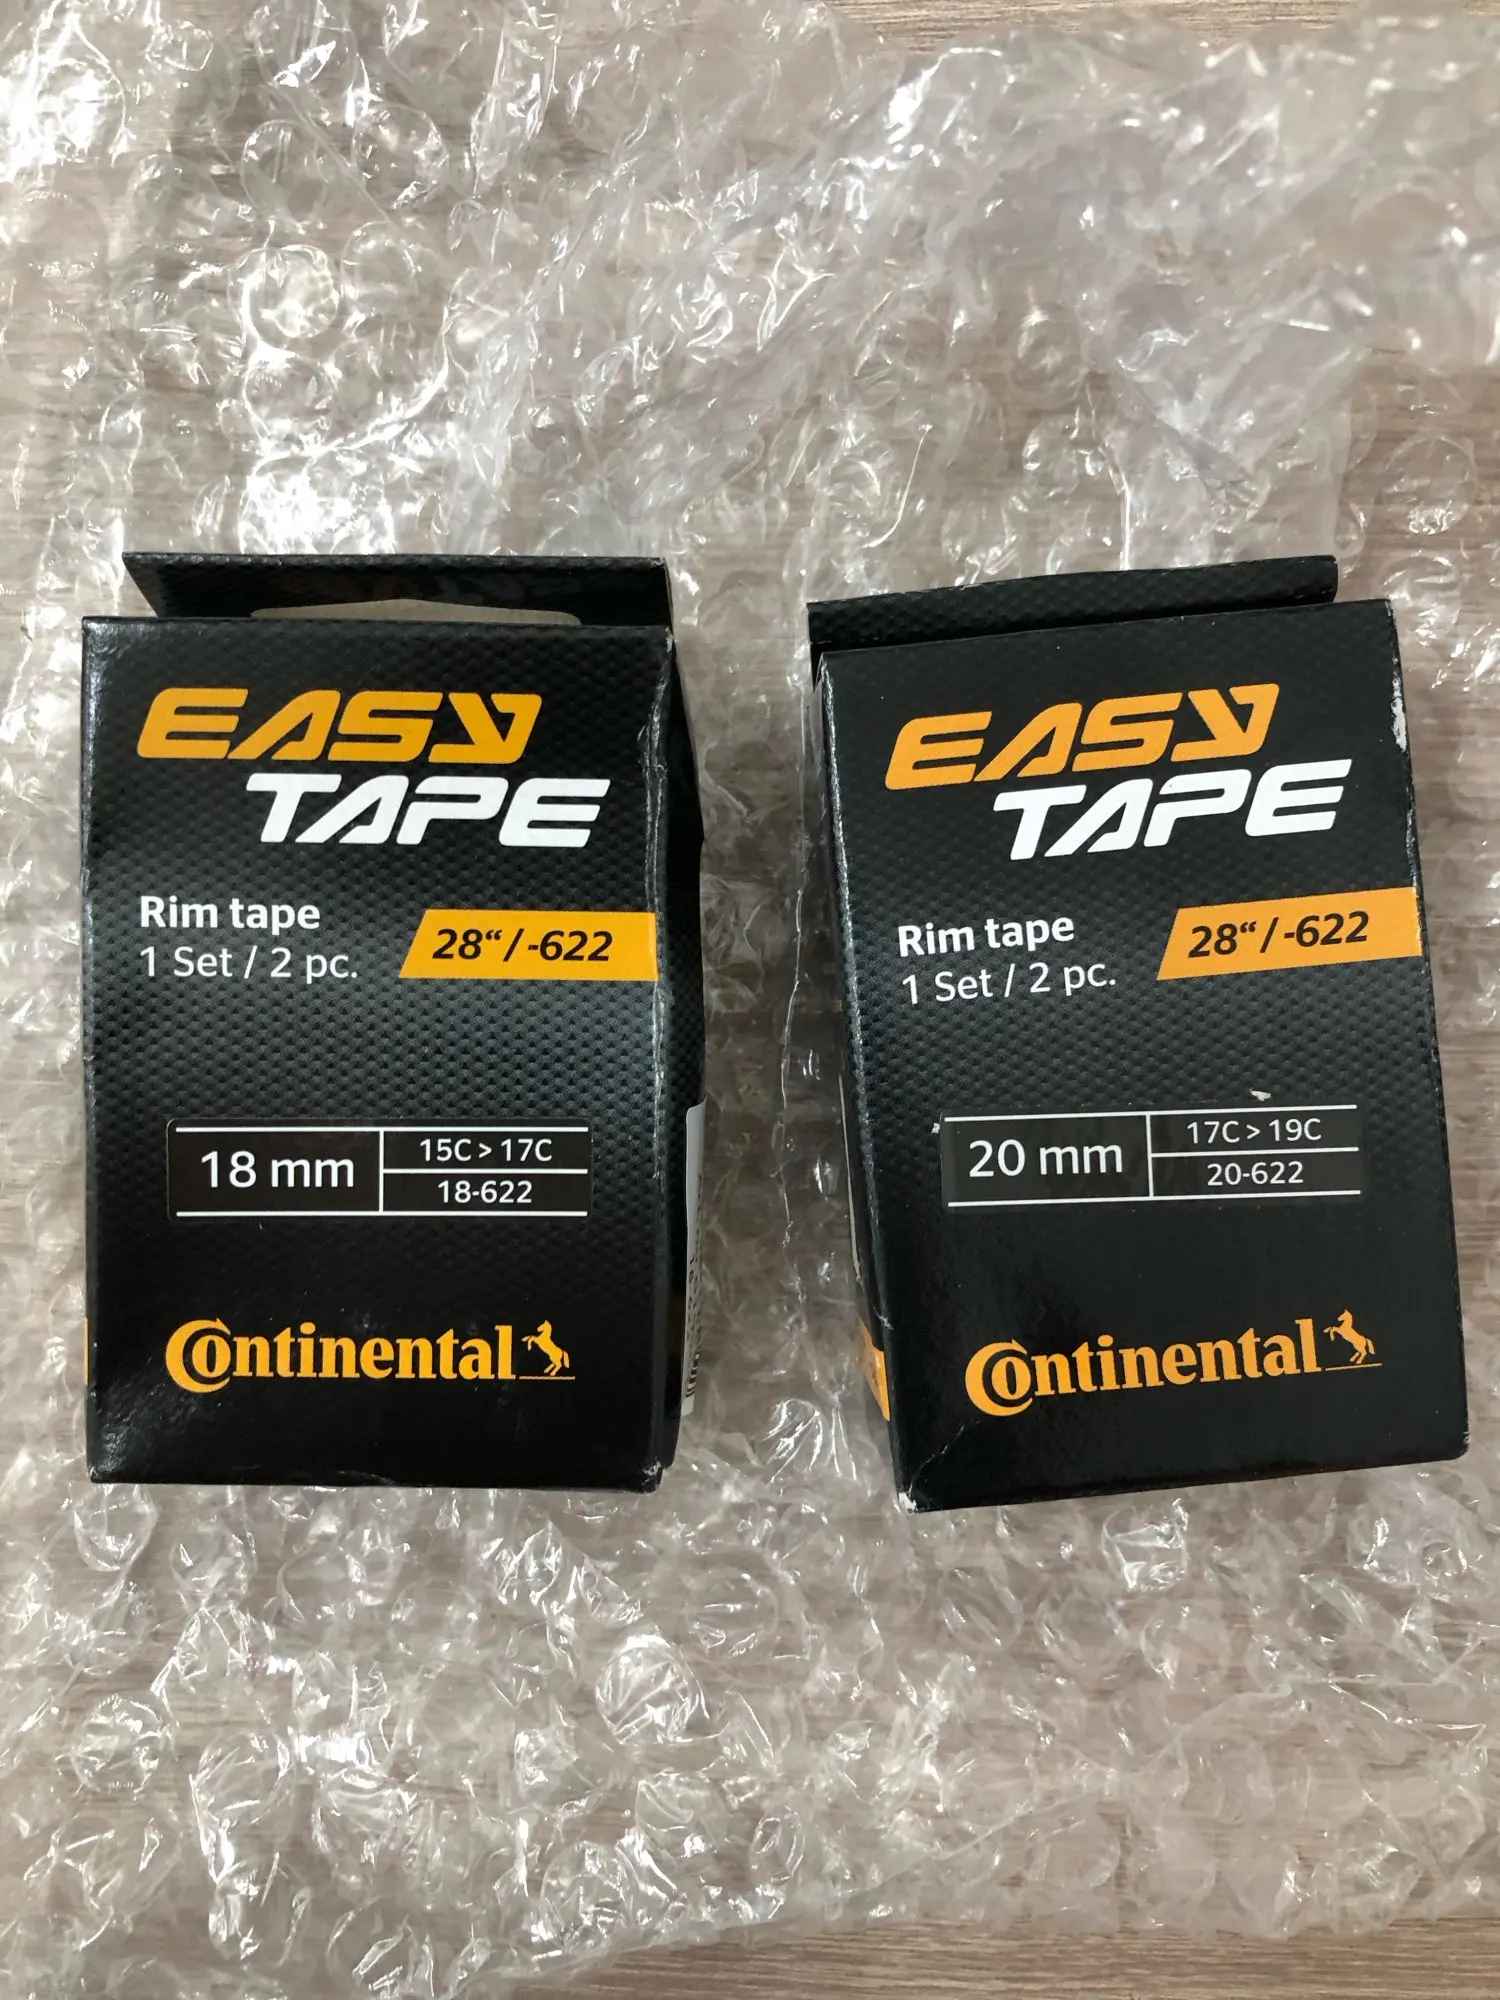 EASY
TAPE
Rim tape
1 Set / 2 pc.
28“/-622
18 mm
15C > 17C
18-622
Continental
EASY
TAPE
Rim tape
1 Set / 2 pc.
28“/-622
20 mm
17C > 19C
20-622
Continental